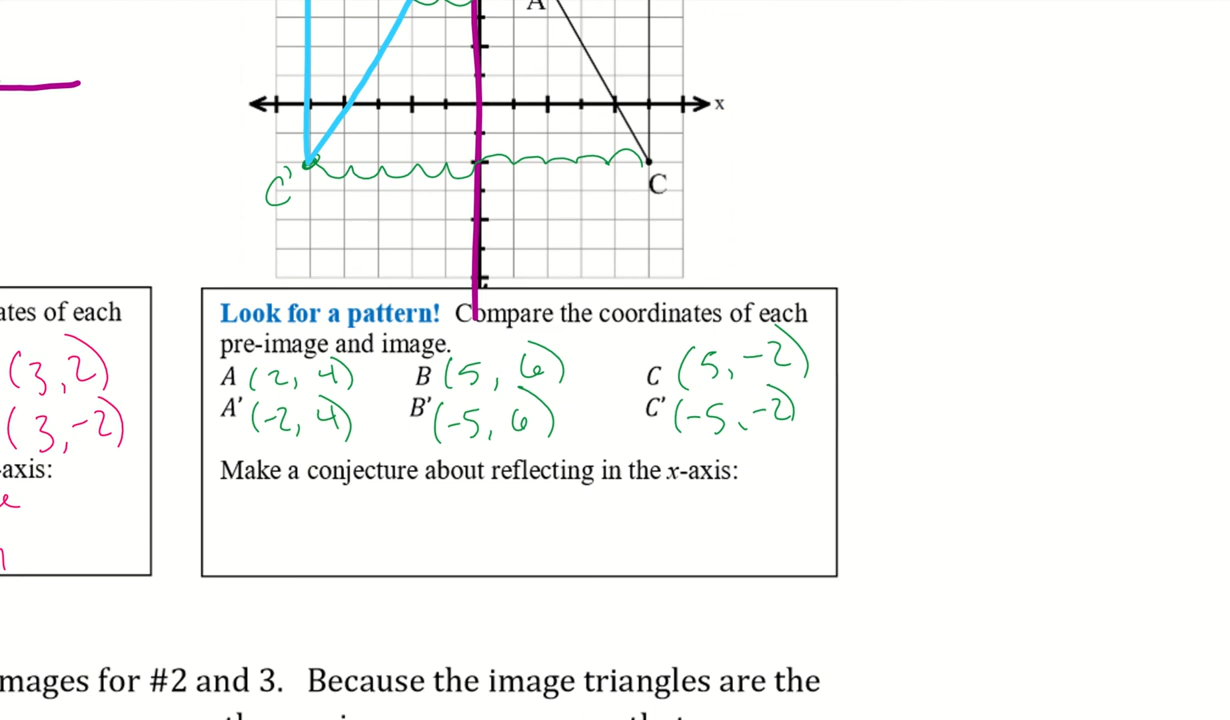 A
x
C'
C
ates of each
(3,2)
(3,-2)
-axis:
Look for a pattern! Compare the coordinates of each
pre-image and image.
A (2, 4) B (5, 6) C (5,-2)
A' (-2, 4) B' (-5, 6) C' (-5,-2)
Make a conjecture about reflecting in the x-axis:
mages for #2 and 3. Because the image triangles are the